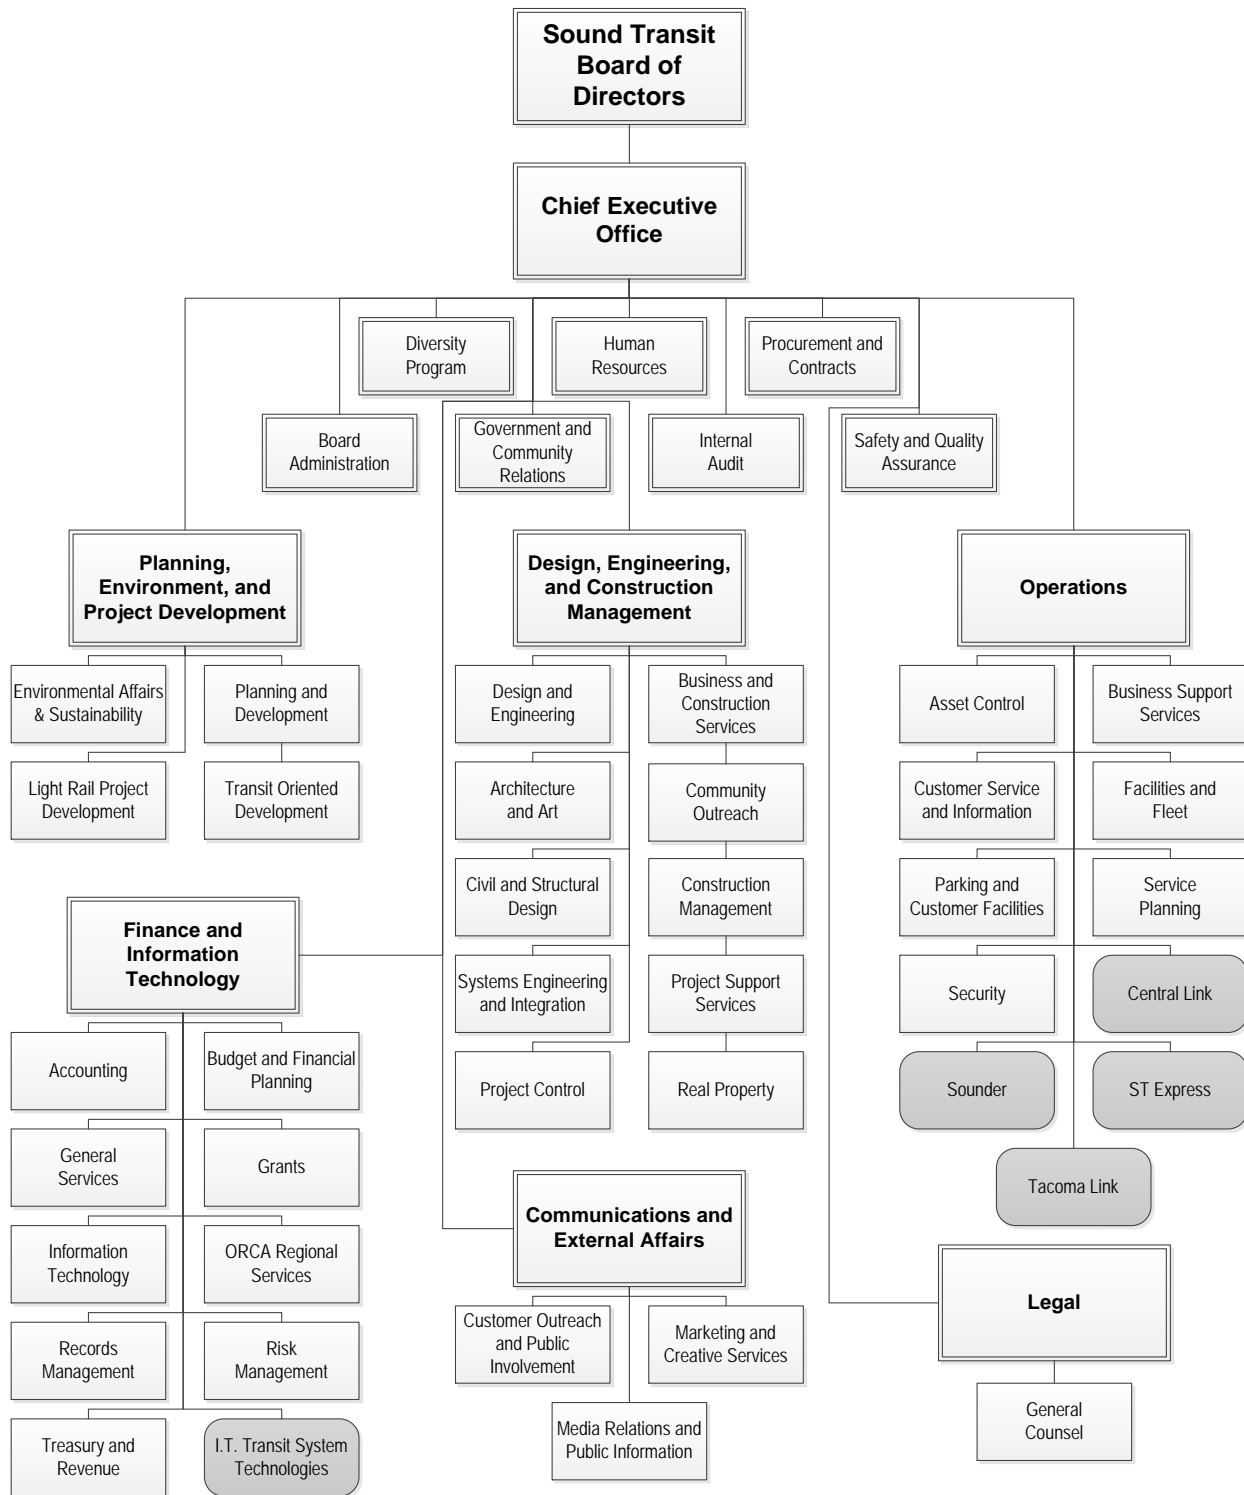 Sound Transit
Board of
Directors
Chief Executive
Office
Diversity
Program
Human
Resources
Procurement and
Contracts
Board
Administration
Government and
Community
Relations
Internal
Audit
Safety and Quality
Assurance
Planning,
Environment, and
Project Development
Environmental Affairs
& Sustainability
Planning and
Development
Light Rail Project
Development
Transit Oriented
Development
Design, Engineering,
and Construction
Management
Design and
Engineering
Business and
Construction
Services
Architecture
and Art
Community
Outreach
Civil and Structural
Design
Construction
Management
Systems Engineering
and Integration
Project Support
Services
Project Control
Real Property
Operations
Asset Control
Business Support
Services
Customer Service
and Information
Facilities and
Fleet
Parking and
Customer Facilities
Service
Planning
Security
Central Link
Sounder
ST Express
Tacoma Link
Finance and
Information
Technology
Accounting
Budget and Financial
Planning
General
Services
Grants
Information
Technology
ORCA Regional
Services
Records
Management
Risk
Management
Treasury and
Revenue
I.T. Transit System
Technologies
Communications and
External Affairs
Customer Outreach
and Public
Involvement
Marketing and
Creative Services
Media Relations and
Public Information
Legal
General
Counsel